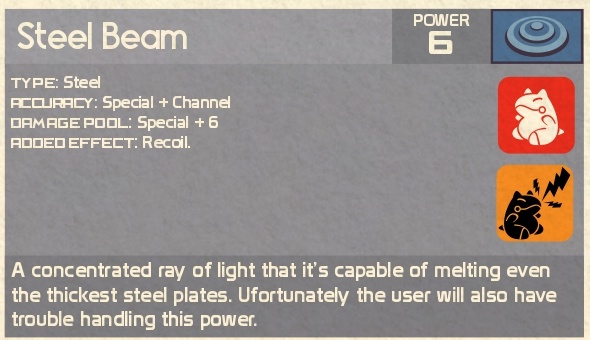 Steel Beam
POWER
6
TYPE: Steel
ACCURACY: Special + Channel
DAMAGE POOL: Special + 6
ADDED EFFECT: Recoil.
A concentrated ray of light that it's capable of melting even
the thickest steel plates. Ufortunately the user will also have
trouble handling this power.